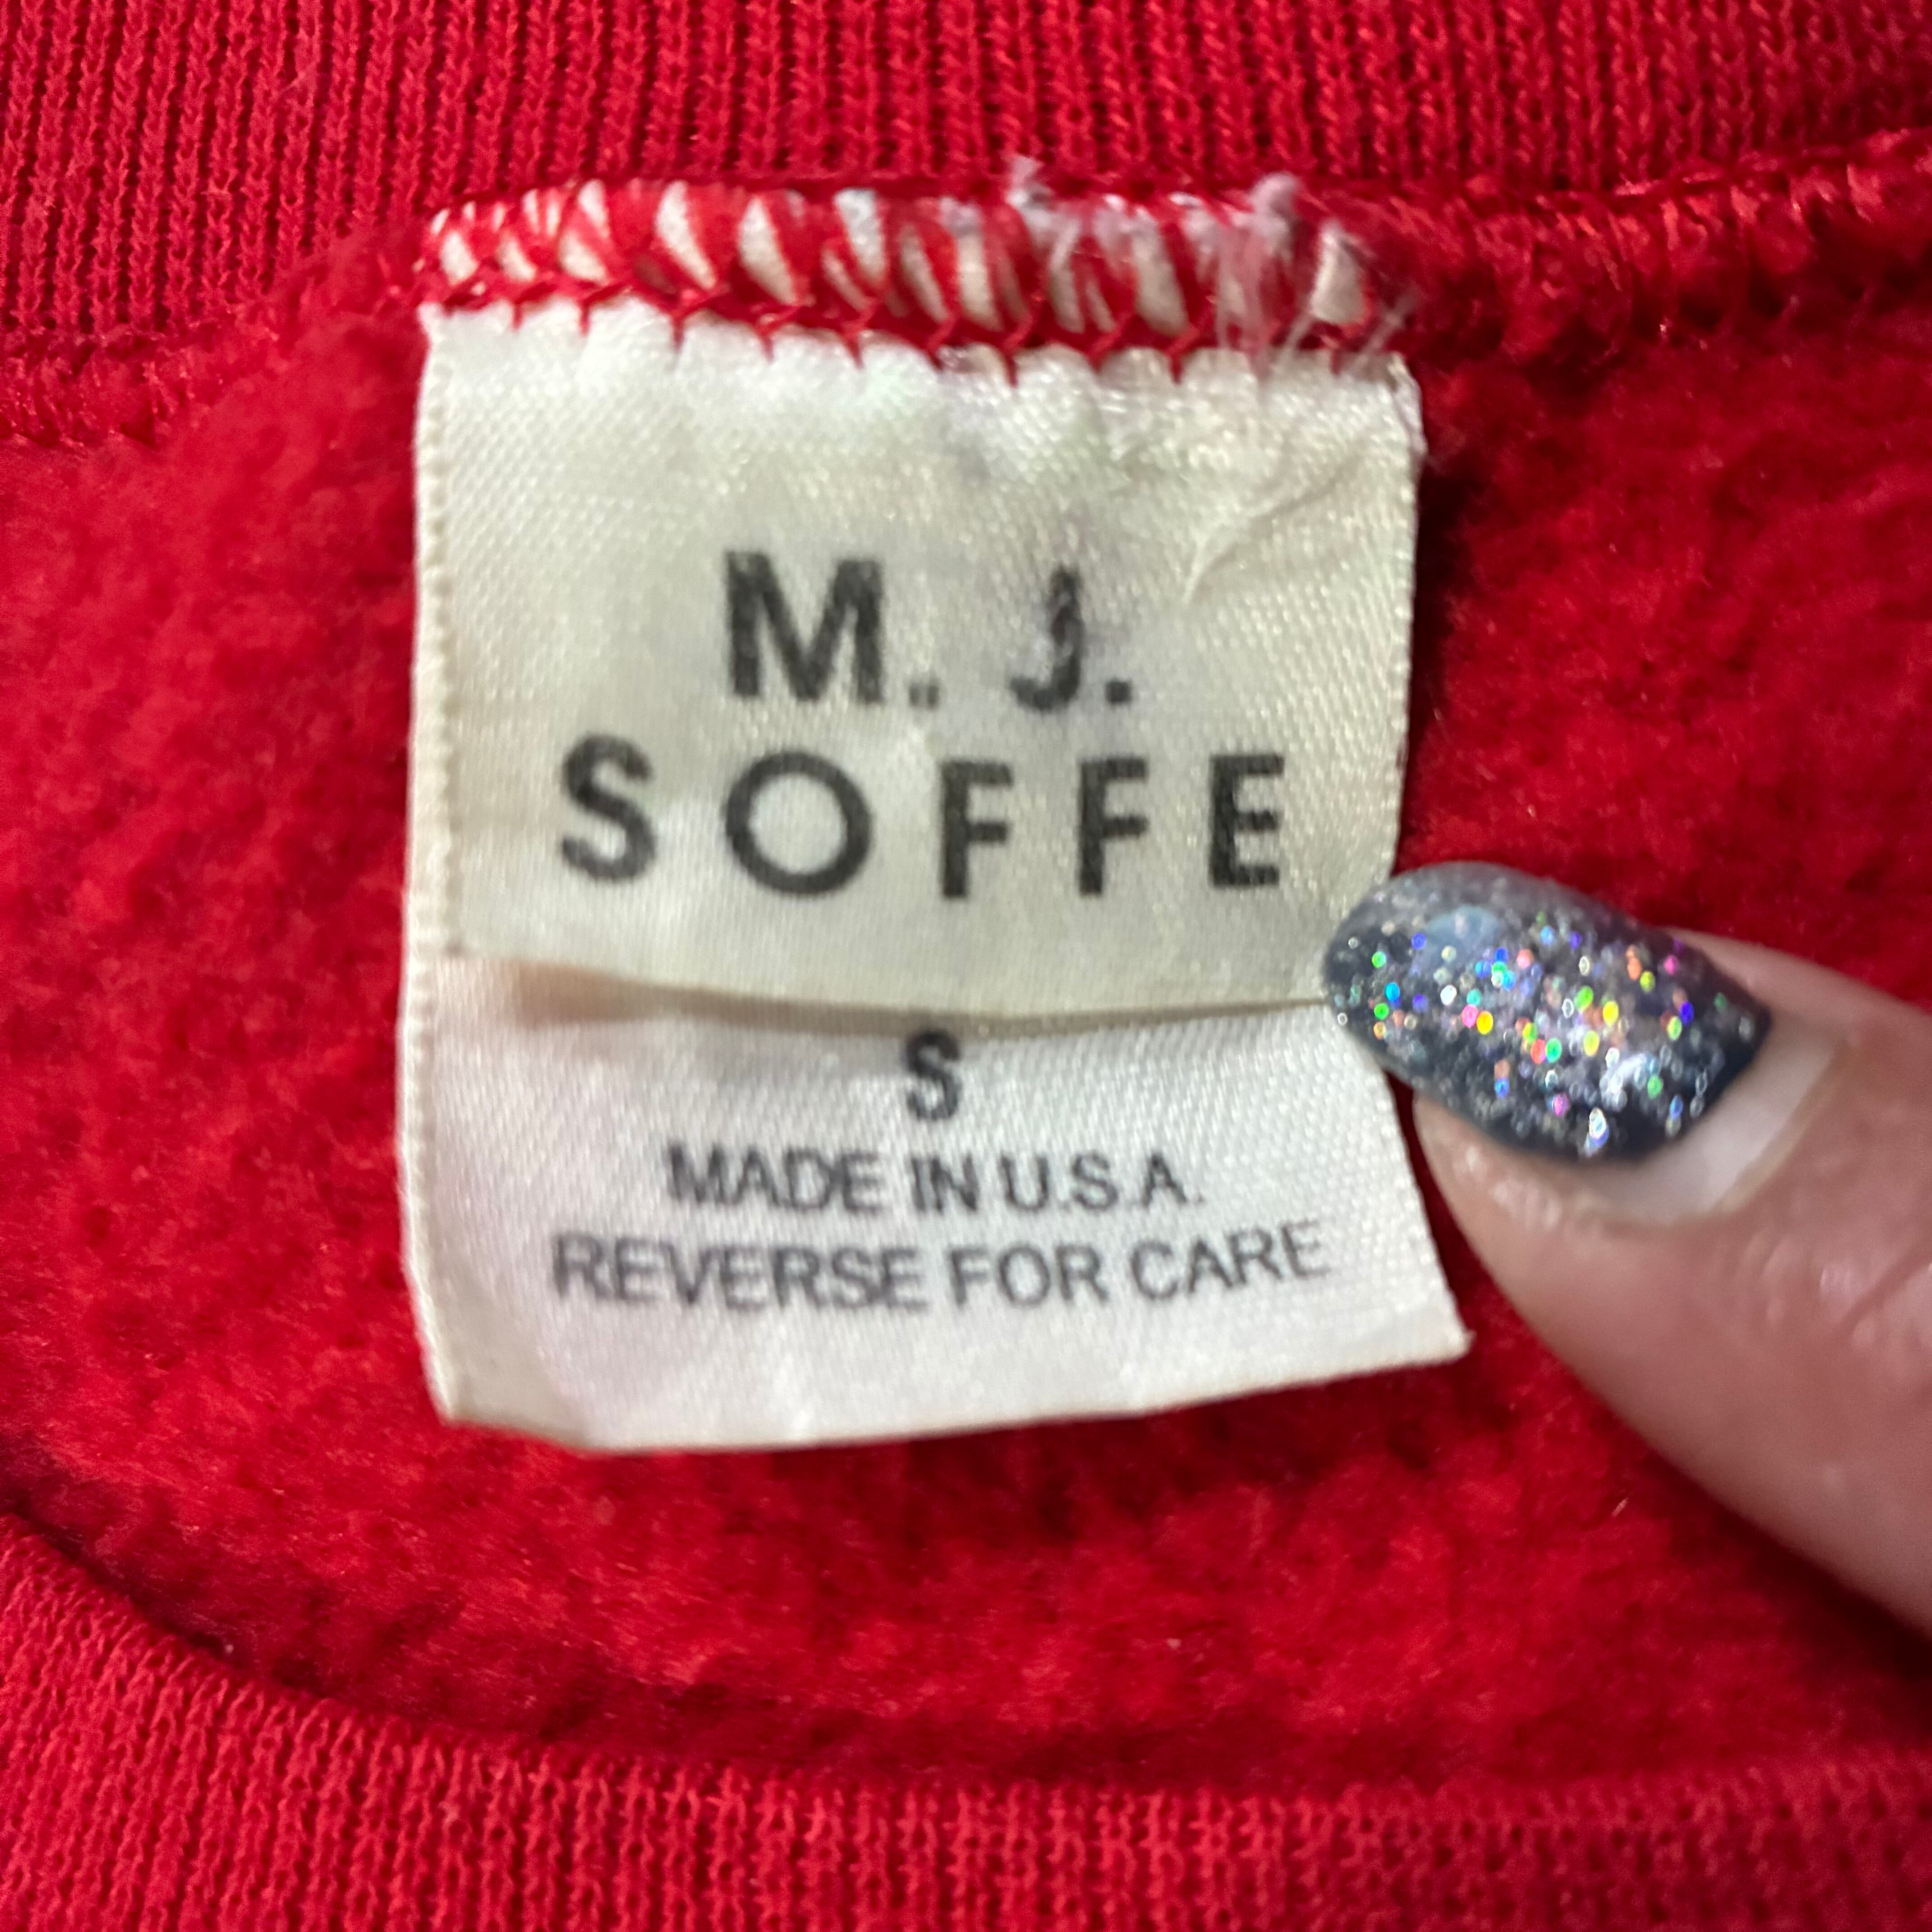 M. J.
SOFFE
S
MADE IN U.S.A.
REVERSE FOR CARE